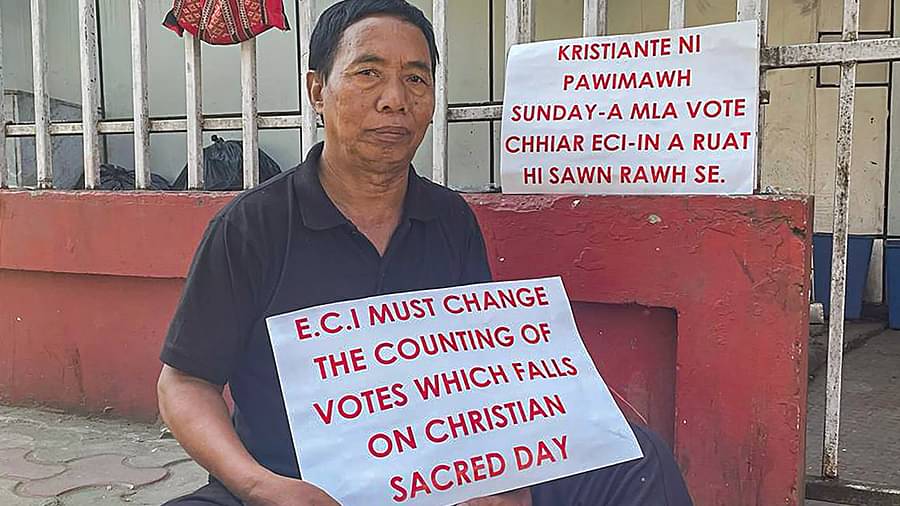 KRISTIANTE NI
PAWIMAWH
SUNDAY-A MLA VOTE
CHHIAR ECI-IN A RUAT
HI SAWN RAWH SE.
E.C.I MUST CHANGE
THE COUNTING OF
VOTES WHICH FALLS
ON CHRISTIAN
SACRED DAY